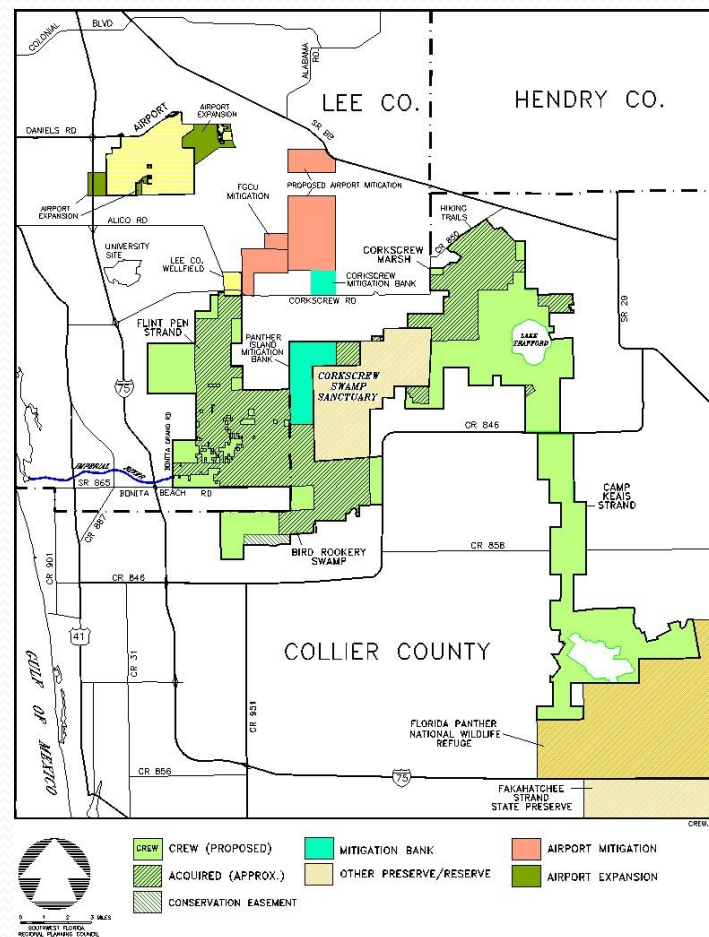 COLONIAL BLVD
ALABAMA RD.
LEE CO.
HENDRY CO.
AIRPORT
AIRPORT
EXPANSION
DANIELS RD
SR 82
PROPOSED AIRPORT MITIGATION
FGCU
MITIGATION
AIRPORT
EXPANSION
HIKING
TRAILS
ALICO RD
CR 850
UNIVERSITY
SITE
LEE CO.
WELLFIELD
CORKSCREW
MARSH
CORKSCREW
MITIGATION BANK
CORKSCREW RD
SR 29
FLINT PEN
STRAND
PANTHER
ISLAND
MITIGATION
BANK
LAKE
TRAFFORD
CORKSCREW
SWAMP
SANCTUARY
75
BONITA GRAND RD
CR 846
IMPERIAL RIVER
SR 865
BONITA BEACH RD
CAMP
KEAIS
STRAND
CR 887
BIRD ROOKERY
SWAMP
CR 858
CR 901
CR 846
41
CR 31
COLLIER COUNTY
GULF OF MEXICO
CR 951
FLORIDA PANTHER
NATIONAL WILDLIFE
REFUGE
CR 856
75
FAKAHATCHEE
STRAND
STATE PRESERVE
CREW.
CREW
CREW (PROPOSED)
MITIGATION BANK
AIRPORT MITIGATION
ACQUIRED (APPROX.)
OTHER PRESERVE/RESERVE
AIRPORT EXPANSION
CONSERVATION EASEMENT
0 1 2 3 MILES
SOUTHWEST FLORIDA
REGIONAL PLANNING COUNCIL